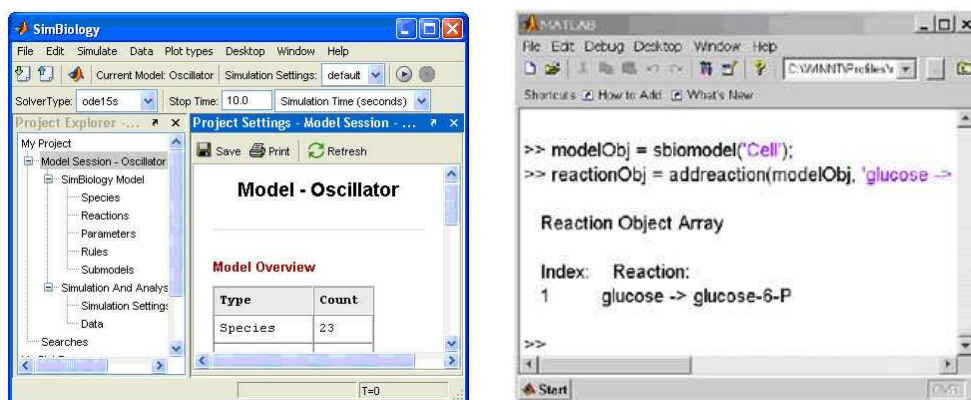 SimBiology
File Edit Simulate Data Plot types Desktop Window Help
Current Model: Oscillator Simulation Settings: default
SolverType: ode15s Stop Time: 10.0 Simulation Time (seconds)
Project Explorer -...
My Project
Model Session - Oscillator
SimBiology Model
Species
Reactions
Parameters
Rules
Submodels
Simulation And Analys
Simulation Settings
Data
Searches
Project Settings - Model Session - ...
Save Print Refresh
Model - Oscillator
Model Overview
Type Count
Species 23
T=0
MATLAB
File Edit Debug Desktop Window Help
C:\WINNT\Profiles\
Shortcuts How to Add What's New
>> modelObj = sbiomodel('Cell');
>> reactionObj = addreaction(modelObj, 'glucose ->
Reaction Object Array
Index: Reaction:
1 glucose -> glucose-6-P
>>
Start
OVR